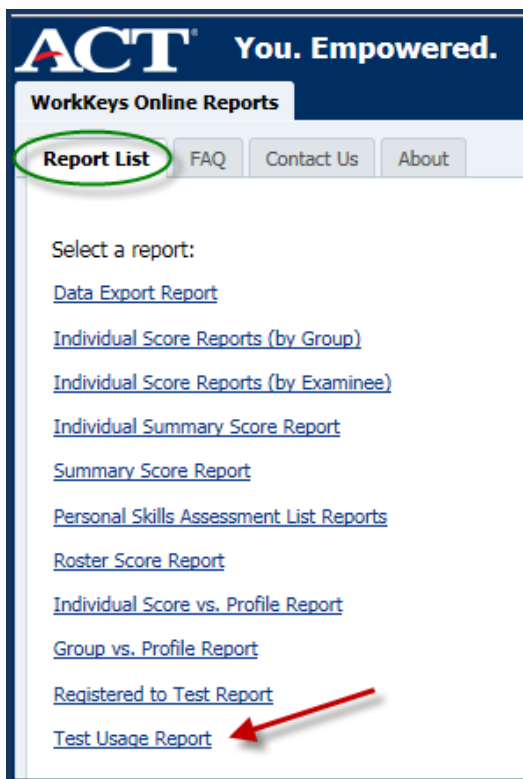 ACT® You. Empowered.
WorkKeys Online Reports
Report List FAQ Contact Us About
Select a report:
Data Export Report
Individual Score Reports (by Group)
Individual Score Reports (by Examinee)
Individual Summary Score Report
Summary Score Report
Personal Skills Assessment List Reports
Roster Score Report
Individual Score vs. Profile Report
Group vs. Profile Report
Registered to Test Report
Test Usage Report